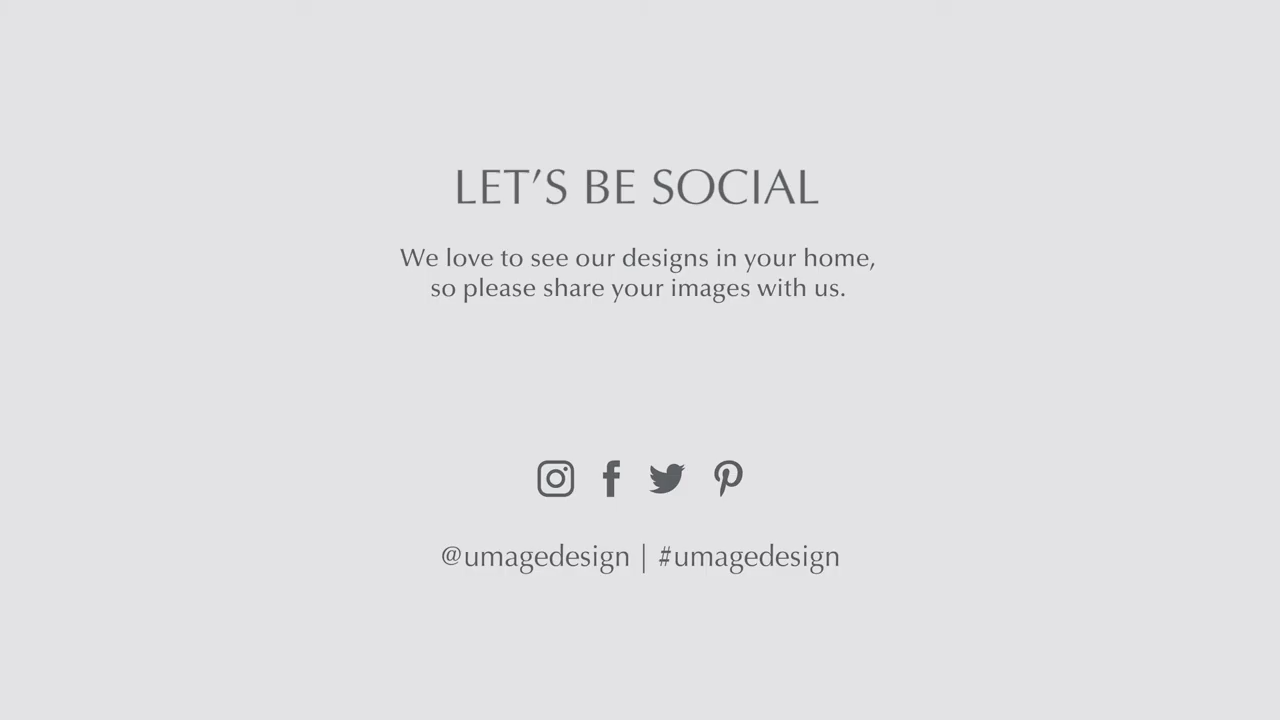 LET’S BE SOCIAL
We love to see our designs in your home,
so please share your images with us.
@umagedesign | #umagedesign